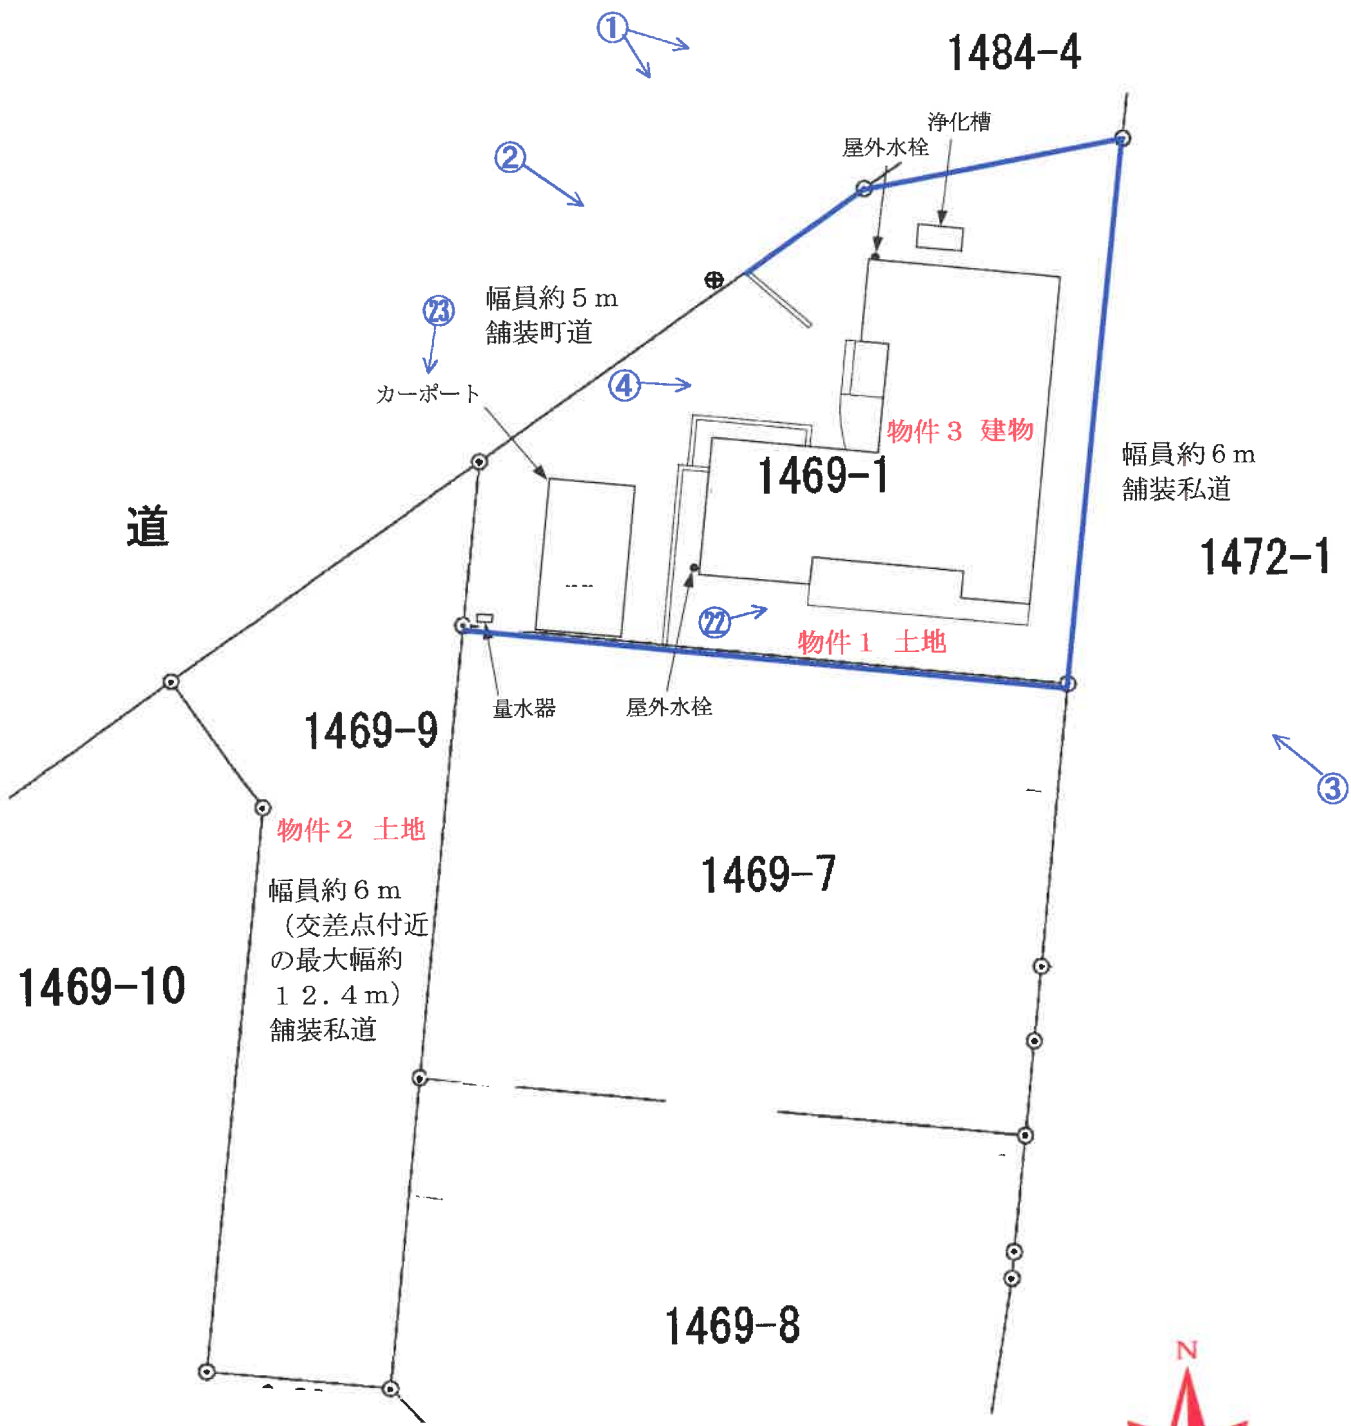 ①
1484-4
浄化槽
屋外水栓
②
幅員約５ｍ
舗装町道
㉓
カーポート
④
物件３ 建物
1469-1
幅員約６ｍ
舗装私道
道
1472-1
㉒
物件１ 土地
量水器
屋外水栓
1469-9
③
物件２ 土地
1469-7
幅員約６ｍ
（交差点付近
の最大幅約
１２.４ｍ）
舗装私道
1469-10
1469-8
N